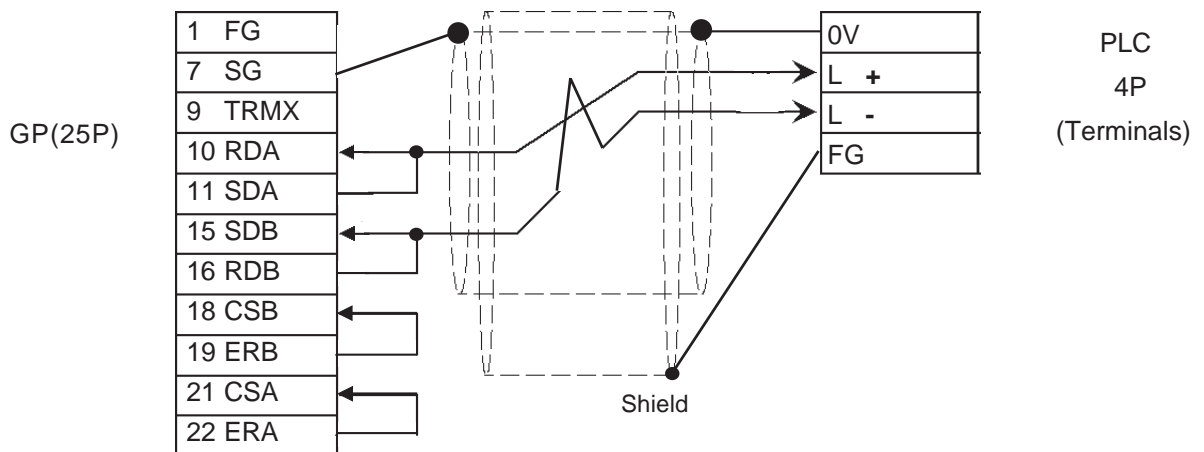 GP(25P)
1 FG
7 SG
9 TRMX
10 RDA
11 SDA
15 SDB
16 RDB
18 CSB
19 ERB
21 CSA
22 ERA
Shield
0V
L +
L -
FG
PLC
4P
(Terminals)